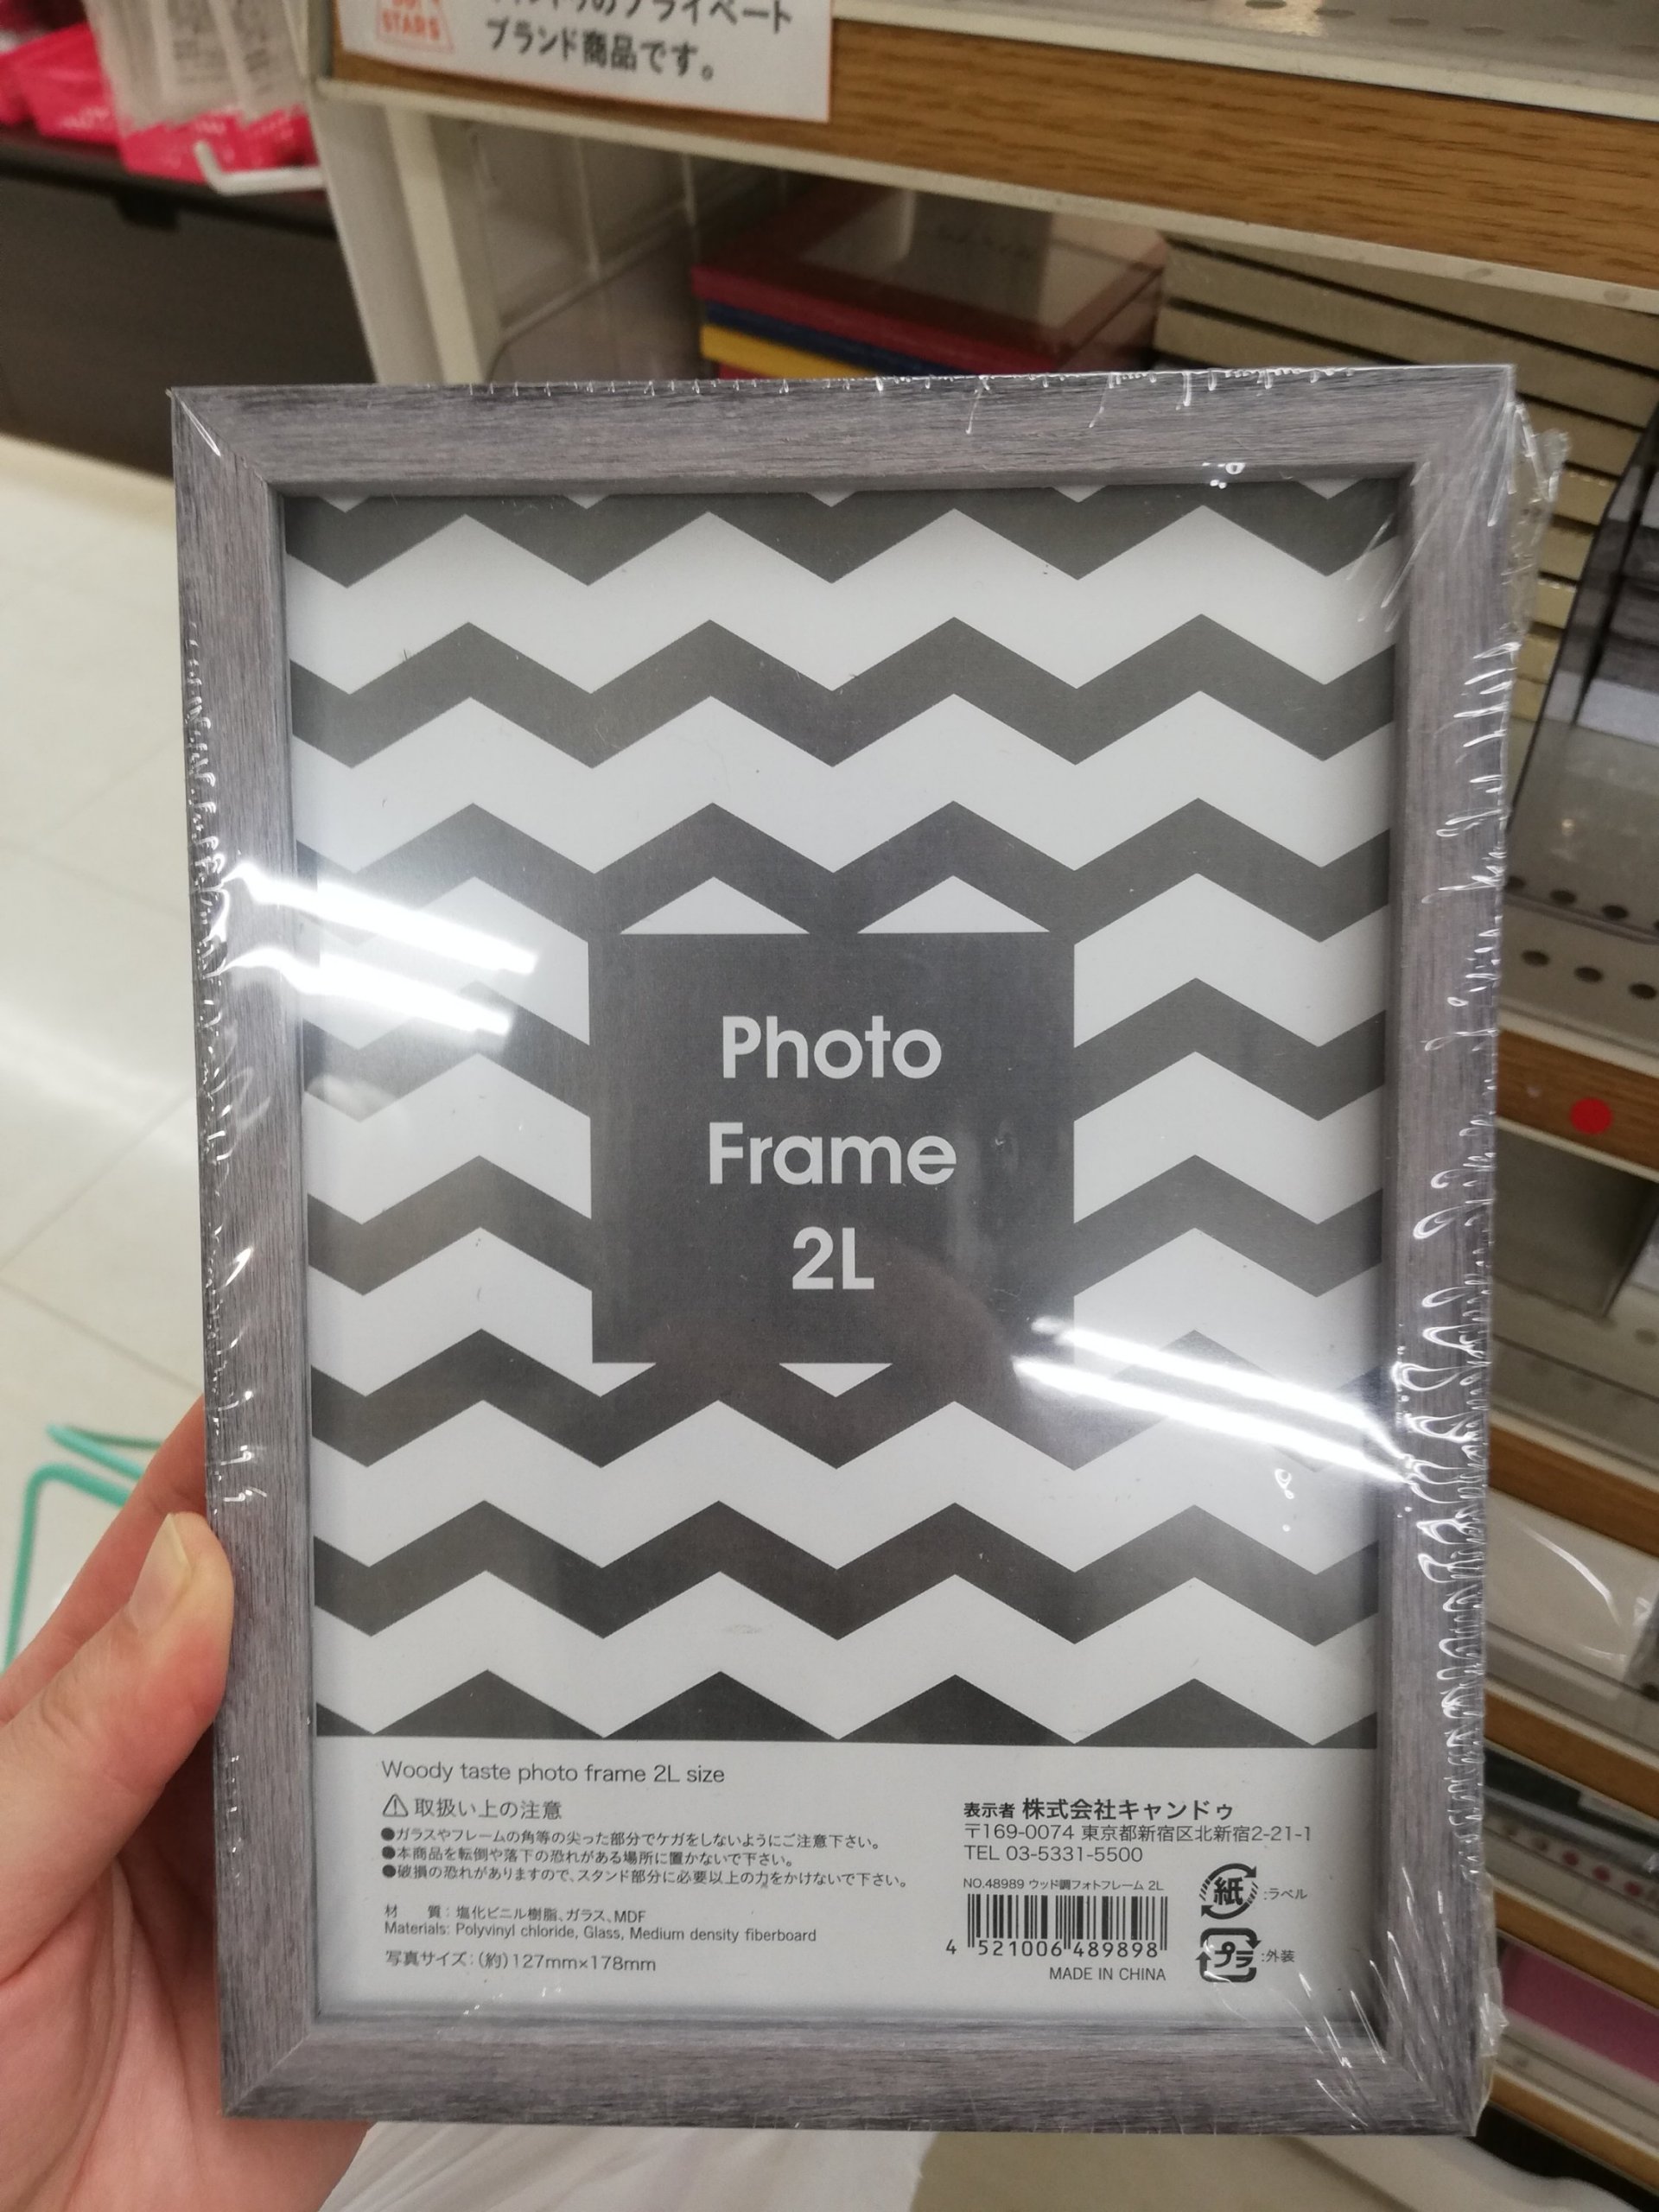 STARS
プライベート
ブランド商品です。
Photo
Frame
2L
Woody taste photo frame 2L size
取扱い上の注意
●ガラスやフレームの角等の尖った部分でケガをしないようにご注意下さい。
●本商品を転倒や落下の恐れがある場所に置かないで下さい。
●破損の恐れがありますので、スタンド部分に必要以上の力をかけないで下さい。
材　質：塩化ビニル樹脂、ガラス、MDF
Materials: Polyvinyl chloride, Glass, Medium density fiberboard
写真サイズ：(約)127mm×178mm
表示者 株式会社キャンドゥ
〒169-0074 東京都新宿区北新宿2-21-1
TEL 03-5331-5500
NO.48989 ウッド調フォトフレーム 2L
4 521006 489898
MADE IN CHINA
紙 :ラベル
プラ :外装